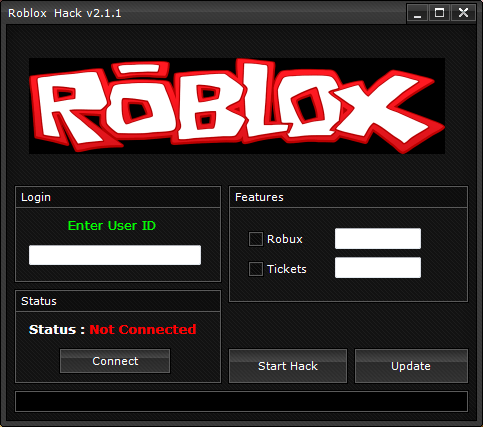 Roblox Hack v2.1.1
RŌBLOX
Login
Enter User ID
Features
Robux
Tickets
Status
Status : Not Connected
Connect
Start Hack
Update